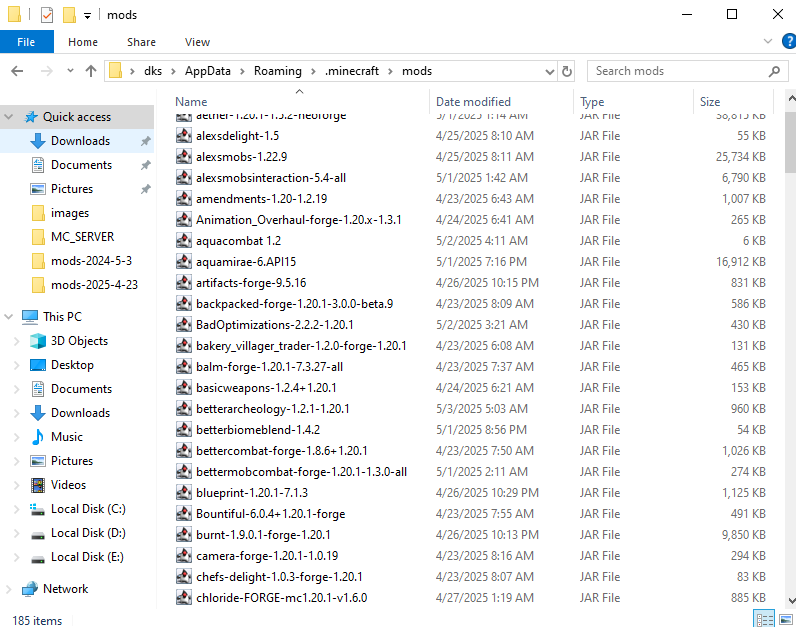 mods
File Home Share View
dks AppData Roaming .minecraft mods Search mods
Name Date modified Type Size
Quick access
Downloads
Documents
Pictures
images
MC_SERVER
mods-2024-5-3
mods-2025-4-23
This PC
3D Objects
Desktop
Documents
Downloads
Music
Pictures
Videos
Local Disk (C:)
Local Disk (D:)
Local Disk (E:)
Network
aether-1.20.1-1.5.2-neoforge 5/1/2025 1:14 AM JAR File 38,815 KB
alexsdelight-1.5 4/25/2025 8:10 AM JAR File 55 KB
alexsmobs-1.22.9 4/25/2025 8:11 AM JAR File 25,734 KB
alexsmobsinteraction-5.4-all 5/1/2025 1:42 AM JAR File 6,790 KB
amendments-1.20-1.2.19 4/23/2025 6:43 AM JAR File 1,007 KB
Animation_Overhaul-forge-1.20.x-1.3.1 4/24/2025 6:41 AM JAR File 265 KB
aquacombat 1.2 5/2/2025 4:11 AM JAR File 6 KB
aquamirae-6.API15 5/1/2025 7:16 PM JAR File 16,912 KB
artifacts-forge-9.5.16 4/26/2025 10:15 PM JAR File 831 KB
backpacked-forge-1.20.1-3.0.0-beta.9 4/23/2025 8:09 AM JAR File 586 KB
BadOptimizations-2.2.2-1.20.1 5/2/2025 3:21 AM JAR File 430 KB
bakery_villager_trader-1.2.0-forge-1.20.1 4/23/2025 6:08 AM JAR File 131 KB
balm-forge-1.20.1-7.3.27-all 4/23/2025 7:37 AM JAR File 465 KB
basicweapons-1.2.4+1.20.1 4/24/2025 6:21 AM JAR File 153 KB
betterarcheology-1.2.1-1.20.1 5/3/2025 5:03 AM JAR File 960 KB
betterbiomeblend-1.4.2 5/1/2025 8:56 PM JAR File 54 KB
bettercombat-forge-1.8.6+1.20.1 4/23/2025 7:50 AM JAR File 1,026 KB
bettermobcombat-forge-1.20.1-1.3.0-all 5/1/2025 2:11 AM JAR File 274 KB
blueprint-1.20.1-7.1.3 4/26/2025 10:29 PM JAR File 1,125 KB
Bountiful-6.0.4+1.20.1-forge 4/23/2025 7:55 AM JAR File 491 KB
burnt-1.9.0.1-forge-1.20.1 4/26/2025 10:13 PM JAR File 9,850 KB
camera-forge-1.20.1-1.0.19 4/23/2025 8:16 AM JAR File 294 KB
chefs-delight-1.0.3-forge-1.20.1 4/23/2025 8:07 AM JAR File 83 KB
chloride-FORGE-mc1.20.1-v1.6.0 4/27/2025 1:19 AM JAR File 885 KB
185 items